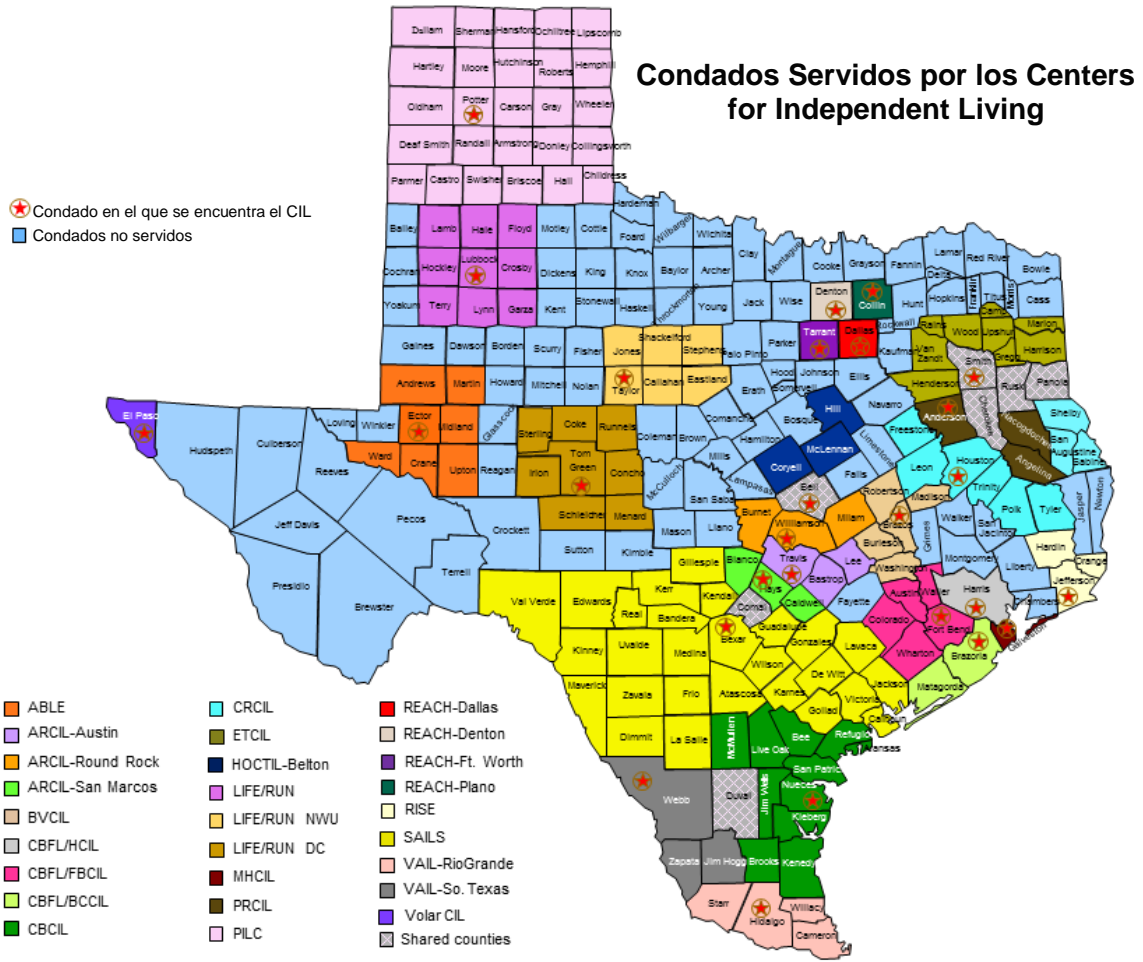 Condados Servidos por los Centers
for Independent Living
Condado en el que se encuentra el CIL
Condados no servidos
Dallam Sherman Hansford Ochiltree Lipscomb
Hartley Moore Hutchinson Roberts Hemphill
Oldham Potter Carson Gray Wheeler
Deaf Smith Randall Armstrong Donley Collingsworth
Parmer Castro Swisher Briscoe Hall Childress
Hardeman
Bailey Lamb Hale Floyd Motley Cottle Foard Wilbarger Wichita
Clay Montague Cooke Grayson Fannin Lamar Red River Bowie
Delta
Cochran Hockley Lubbock Crosby Dickens King Knox Baylor Archer
Yoakum Terry Lynn Garza Kent Stonewall Haskell Throckmorton Young Jack Wise Denton Collin Hunt Hopkins Franklin Titus Morris Cass
Camp
Gaines Dawson Borden Scurry Fisher Jones Shackelford Stephens Palo Pinto Parker Tarrant Dallas Rockwall Kaufman Rains Wood Upshur Marion
Van Zandt Gregg Harrison
Andrews Martin Howard Mitchell Nolan Taylor Callahan Eastland Erath Hood Somervell Johnson Ellis Henderson Smith Rusk Panola
El Paso Hudspeth Culberson Loving Winkler Ector Midland Glasscock Sterling Coke Runnels Coleman Brown Comanche Hamilton Bosque Hill Navarro Freestone Anderson Cherokee Nacogdoches Shelby
San Augustine Sabine
Reeves Ward Crane Upton Reagan Irion Tom Green Concho McCulloch Mills Lampasas Coryell McLennan Limestone Falls Leon Houston Angelina
Trinity Polk Tyler Jasper Newton
Jeff Davis Pecos Crockett Schleicher Menard San Saba Burnet Bell Milam Robertson Madison Brazos Walker San Jacinto
Presidio Brewster Terrell Sutton Kimble Mason Llano Williamson Burleson Grimes Montgomery Liberty Hardin Orange
Val Verde Edwards Kerr Gillespie Blanco Travis Lee Bastrop Washington Austin Waller Harris Chambers Jefferson
Real Bandera Kendall Hays Comal Caldwell Fayette Colorado Fort Bend Galveston
Kinney Uvalde Medina Bexar Guadalupe Gonzales Lavaca Wharton Brazoria
Maverick Zavala Frio Atascosa Wilson Karnes De Witt Jackson Matagorda
Dimmit La Salle McMullen Live Oak Bee Goliad Victoria Calhoun Refugio Aransas
Webb Duval Jim Wells San Patric Nueces Kleberg
Zapata Jim Hogg Brooks Kenedy
Starr Hidalgo Willacy Cameron
ABLE
ARCIL-Austin
ARCIL-Round Rock
ARCIL-San Marcos
BVCIL
CBFL/HCIL
CBFL/FBCIL
CBFL/BCCIL
CBCIL
CRCIL
ETCIL
HOCTIL-Belton
LIFE/RUN
LIFE/RUN NWU
LIFE/RUN DC
MHCIL
PRCIL
PILC
REACH-Dallas
REACH-Denton
REACH-Ft. Worth
REACH-Plano
RISE
SAILS
VAIL-RioGrande
VAIL-So. Texas
Volar CIL
Shared counties